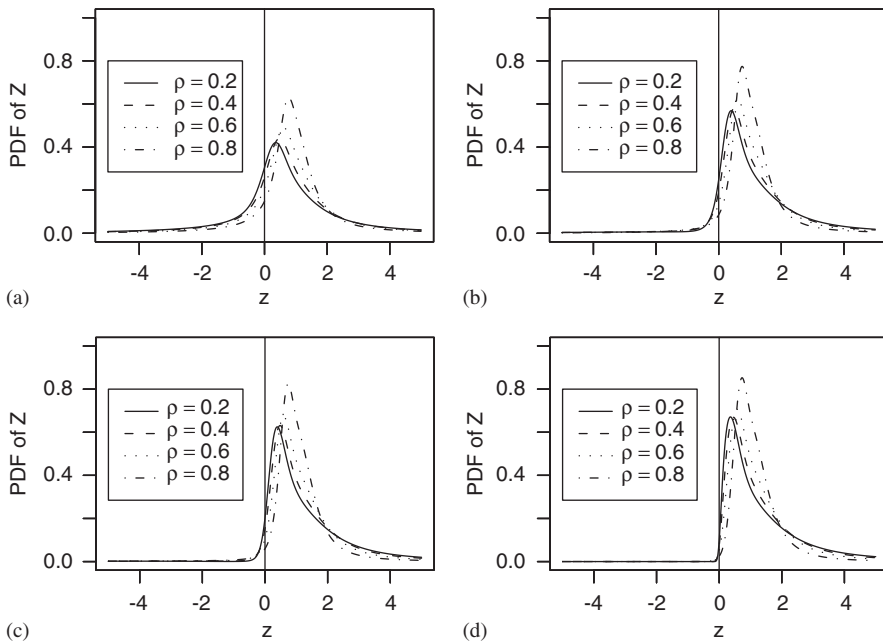 PDF of Z
0.8
0.4
0.0
ρ = 0.2
ρ = 0.4
ρ = 0.6
ρ = 0.8
-4 -2 0 2 4
(a) z
PDF of Z
0.8
0.4
0.0
ρ = 0.2
ρ = 0.4
ρ = 0.6
ρ = 0.8
-4 -2 0 2 4
(b) z
PDF of Z
0.8
0.4
0.0
ρ = 0.2
ρ = 0.4
ρ = 0.6
ρ = 0.8
-4 -2 0 2 4
(c) z
PDF of Z
0.8
0.4
0.0
ρ = 0.2
ρ = 0.4
ρ = 0.6
ρ = 0.8
-4 -2 0 2 4
(d) z